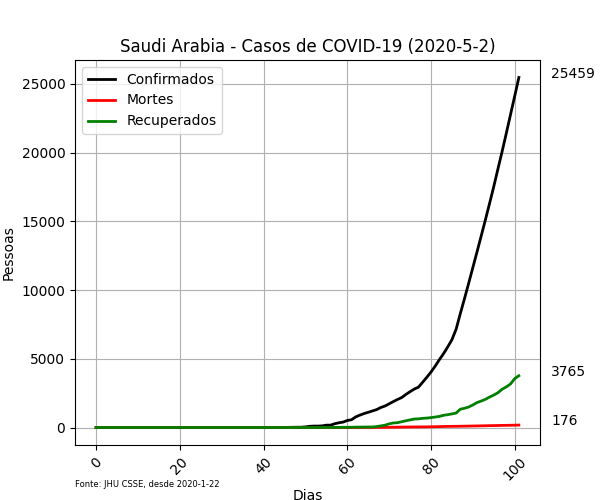 Saudi Arabia - Casos de COVID-19 (2020-5-2)
Confirmados
Mortes
Recuperados
25459
3765
176
25000
20000
15000
10000
5000
0
Pessoas
0
20
40
60
80
100
Fonte: JHU CSSE, desde 2020-1-22
Dias